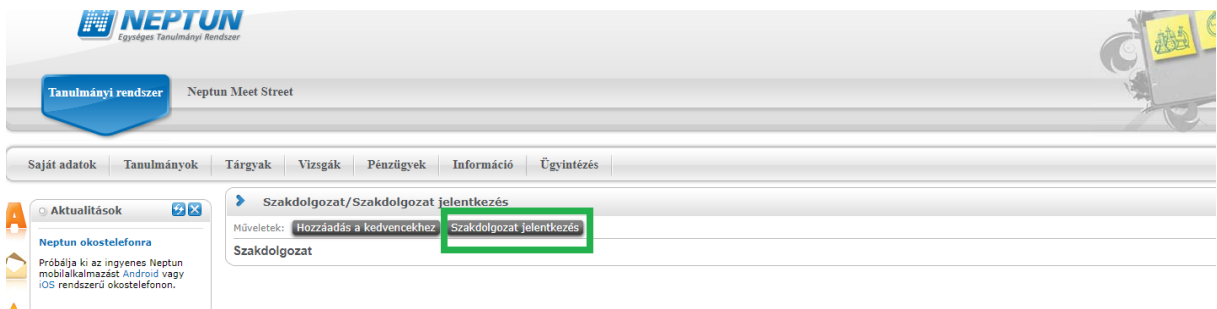 NEPTUN
Egységes Tanulmányi Rendszer
Tanulmányi rendszer Neptun Meet Street
Saját adatok Tanulmányok Tárgyak Vizsgák Pénzügyek Információ Ügyintézés
Aktualitások
Neptun okostelefonra
Próbálja ki az ingyenes Neptun
mobilalkalmazást Android vagy
iOS rendszerű okostelefonon.
Szakdolgozat/Szakdolgozat jelentkezés
Műveletek: Hozzáadás a kedvencekhez Szakdolgozat jelentkezés
Szakdolgozat